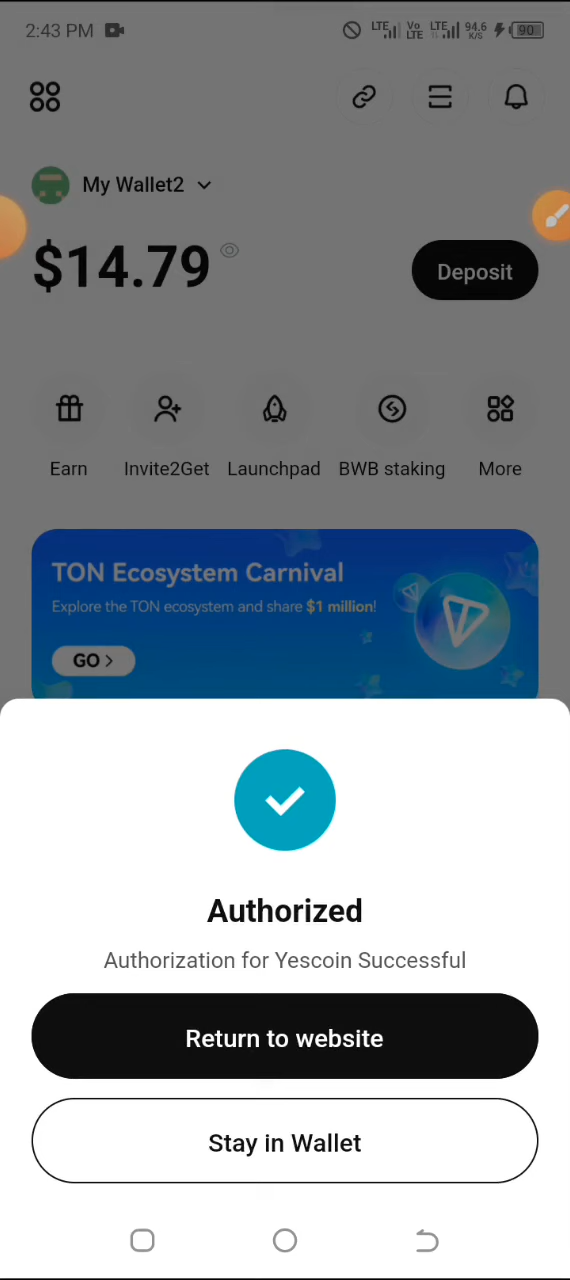 2:43 PM LTE Vo LTE LTE 94.6 K/S 90
My Wallet2
$14.79
Deposit
Earn Invite2Get Launchpad BWB staking More
TON Ecosystem Carnival
Explore the TON ecosystem and share $1 million!
GO >
Authorized
Authorization for Yescoin Successful
Return to website
Stay in Wallet